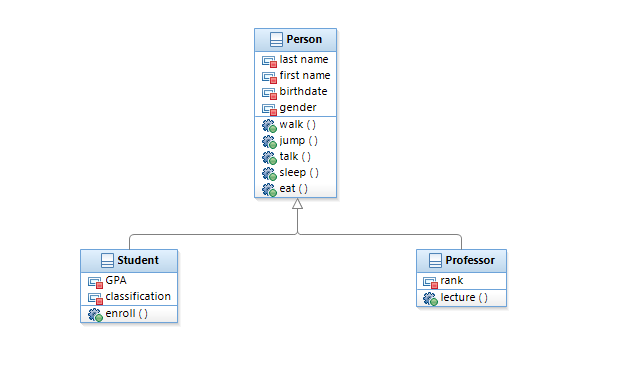 Person
last name
first name
birthdate
gender
walk ( )
jump ( )
talk ( )
sleep ( )
eat ( )
Student
GPA
classification
enroll ( )
Professor
rank
lecture ( )